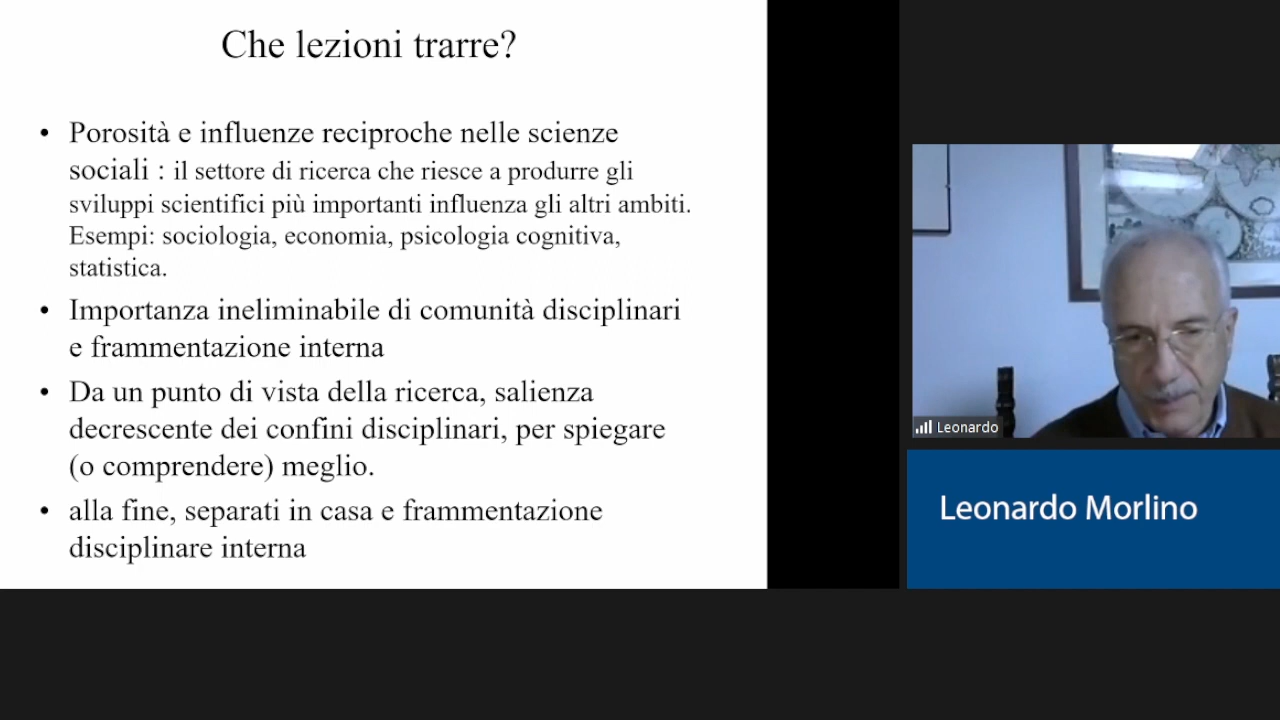 Che lezioni trarre?
• Porosità e influenze reciproche nelle scienze
sociali : il settore di ricerca che riesce a produrre gli
sviluppi scientifici più importanti influenza gli altri ambiti.
Esempi: sociologia, economia, psicologia cognitiva,
statistica.
• Importanza ineliminabile di comunità disciplinari
e frammentazione interna
• Da un punto di vista della ricerca, salienza
decrescente dei confini disciplinari, per spiegare
(o comprendere) meglio.
• alla fine, separati in casa e frammentazione
disciplinare interna
Leonardo
Leonardo Morlino